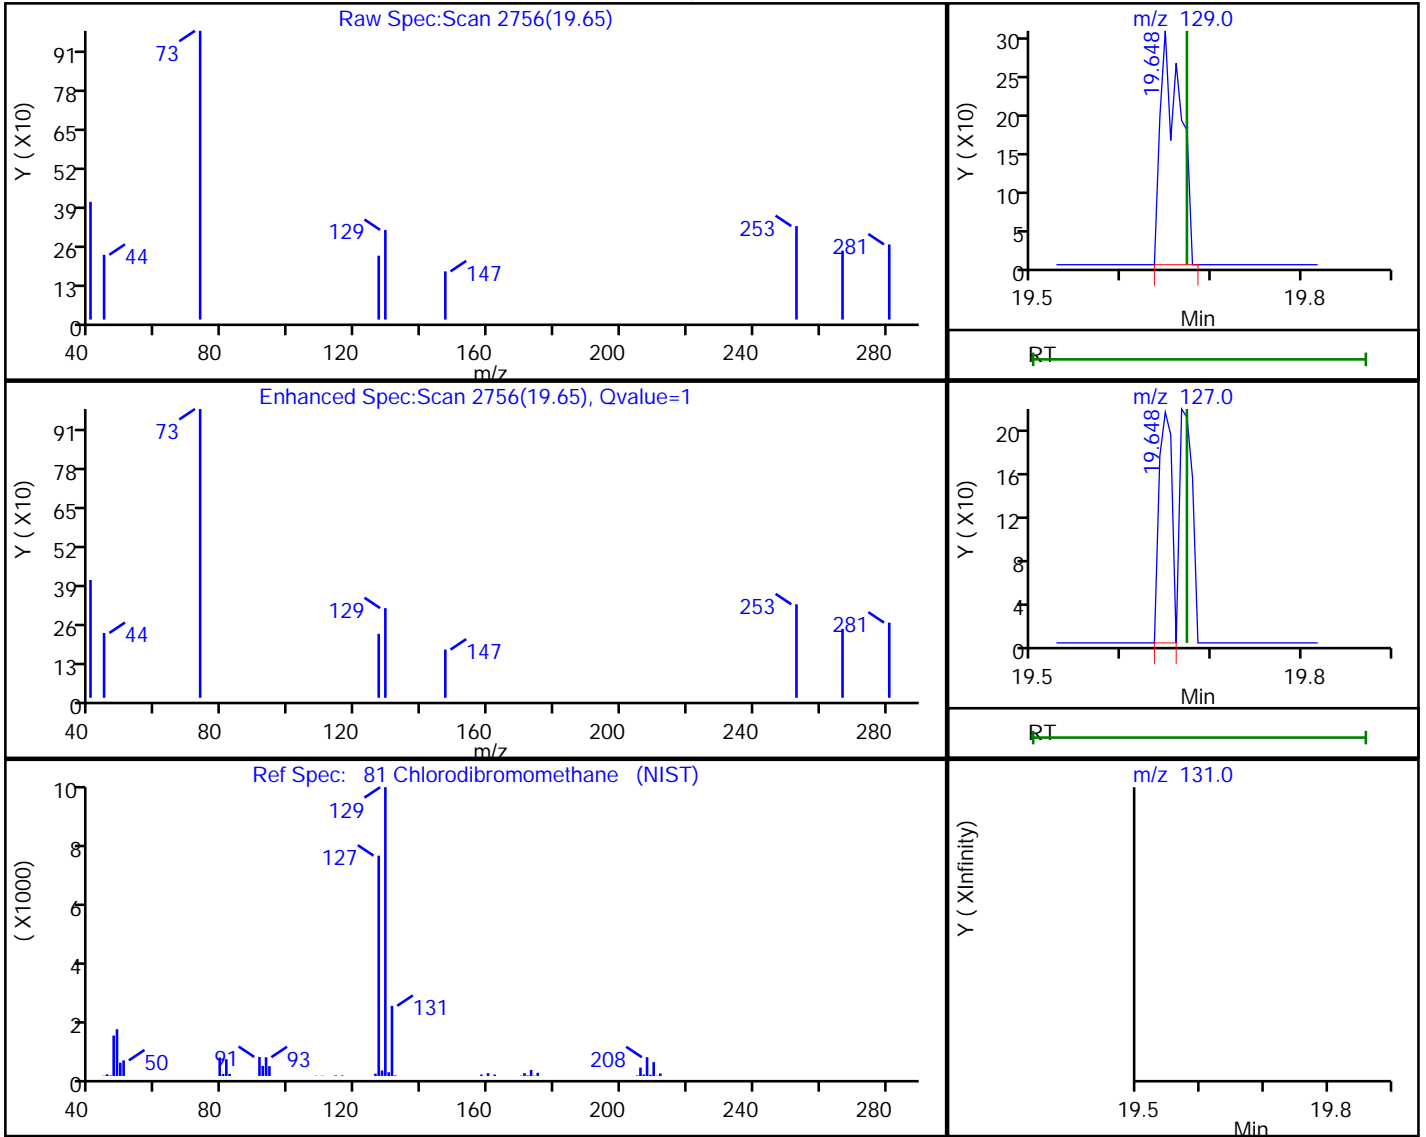 Raw Spec:Scan 2756(19.65)
Y ( X10)
91
78
65
52
39
26
13
0
73
44
129
147
253
281
40 80 120 160 200 240 280
m/z
m/z 129.0
Y ( X10)
30
25
20
15
10
5
0
19.648
19.5 19.8
Min
RT
Enhanced Spec:Scan 2756(19.65), Qvalue=1
Y ( X10)
91
78
65
52
39
26
13
0
73
44
129
147
253
281
40 80 120 160 200 240 280
m/z
m/z 127.0
Y ( X10)
20
16
12
8
4
0
19.648
19.5 19.8
Min
RT
Ref Spec: 81 Chlorodibromomethane (NIST)
( X1000)
10
8
6
4
2
0
129
127
131
50
91
93
208
40 80 120 160 200 240 280
m/z 131.0
Y ( XInfinity)
19.5 19.8
Min